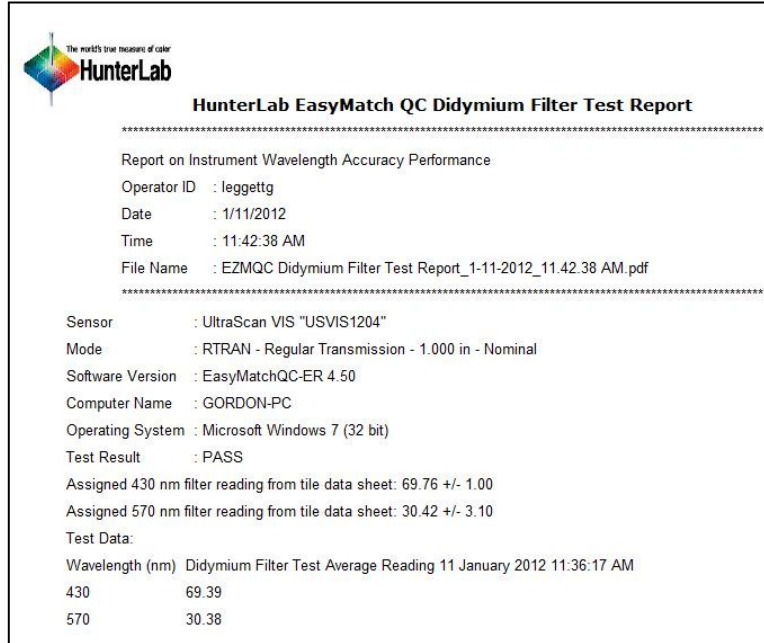 The world's true measure of color
HunterLab
HunterLab EasyMatch QC Didymium Filter Test Report
****************************************************************************************************************
Report on Instrument Wavelength Accuracy Performance
Operator ID : leggettg
Date : 1/11/2012
Time : 11:42:38 AM
File Name : EZMQC Didymium Filter Test Report_1-11-2012_11.42.38 AM.pdf
****************************************************************************************************************
Sensor : UltraScan VIS "USVIS1204"
Mode : RTRAN - Regular Transmission - 1.000 in - Nominal
Software Version : EasyMatchQC-ER 4.50
Computer Name : GORDON-PC
Operating System : Microsoft Windows 7 (32 bit)
Test Result : PASS
Assigned 430 nm filter reading from tile data sheet: 69.76 +/- 1.00
Assigned 570 nm filter reading from tile data sheet: 30.42 +/- 3.10
Test Data:
Wavelength (nm) Didymium Filter Test Average Reading 11 January 2012 11:36:17 AM
430 69.39
570 30.38